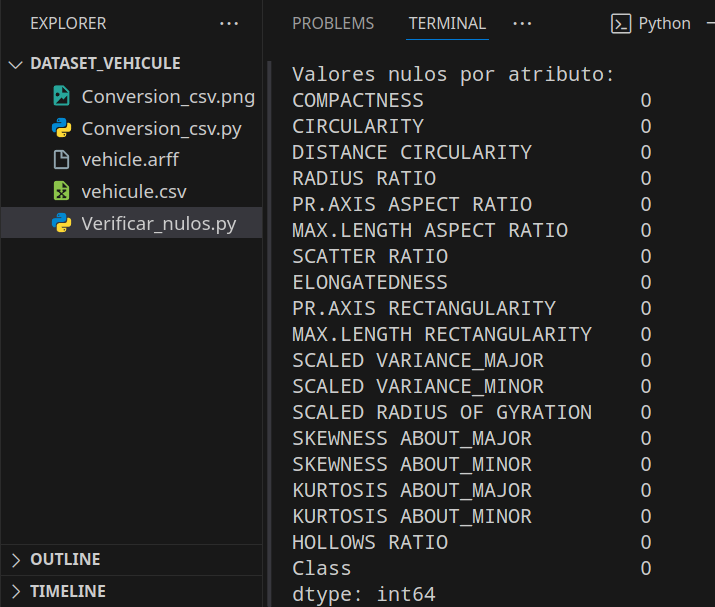 EXPLORER
DATASET_VEHICULE
Conversion_csv.png
Conversion_csv.py
vehicle.arff
vehicule.csv
Verificar_nulos.py
OUTLINE
TIMELINE
PROBLEMS TERMINAL Python
Valores nulos por atributo:
COMPACTNESS 0
CIRCULARITY 0
DISTANCE CIRCULARITY 0
RADIUS RATIO 0
PR.AXIS ASPECT RATIO 0
MAX.LENGTH ASPECT RATIO 0
SCATTER RATIO 0
ELONGATEDNESS 0
PR.AXIS RECTANGULARITY 0
MAX.LENGTH RECTANGULARITY 0
SCALED VARIANCE_MAJOR 0
SCALED VARIANCE_MINOR 0
SCALED RADIUS OF GYRATION 0
SKEWNESS ABOUT_MAJOR 0
SKEWNESS ABOUT_MINOR 0
KURTOSIS ABOUT_MAJOR 0
KURTOSIS ABOUT_MINOR 0
HOLLOWS RATIO 0
Class 0
dtype: int64